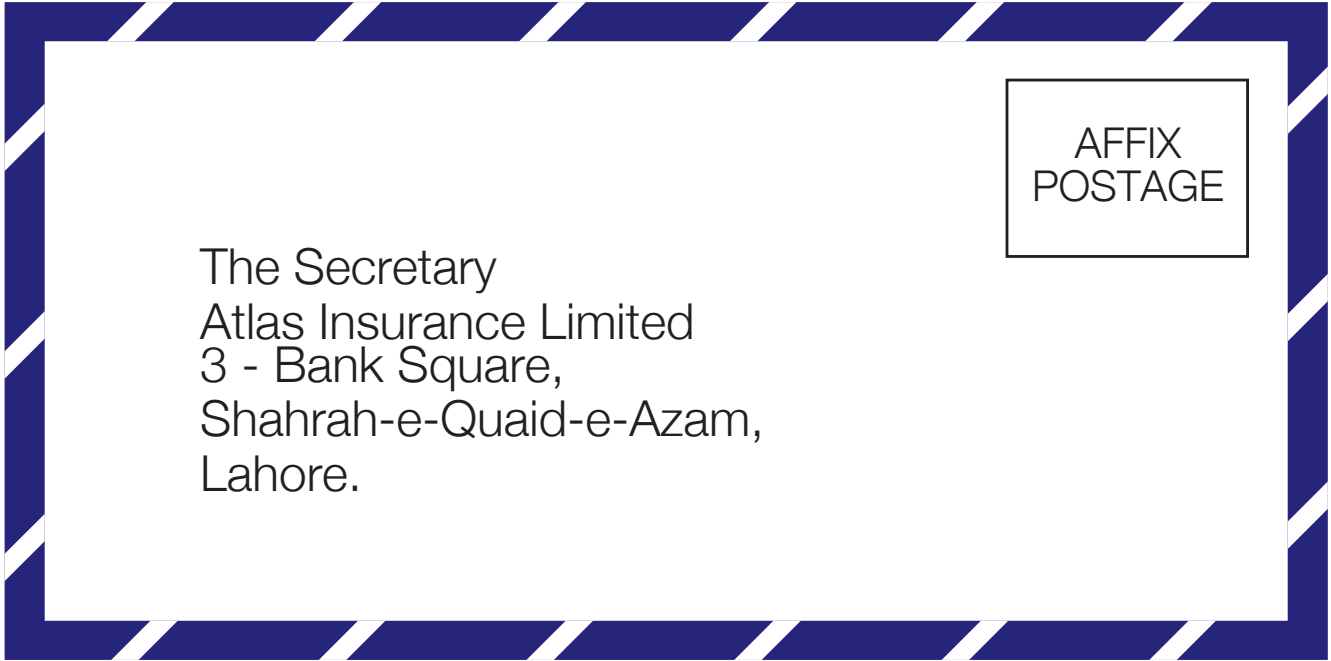 AFFIX
POSTAGE
The Secretary
Atlas Insurance Limited
3 - Bank Square,
Shahrah-e-Quaid-e-Azam,
Lahore.